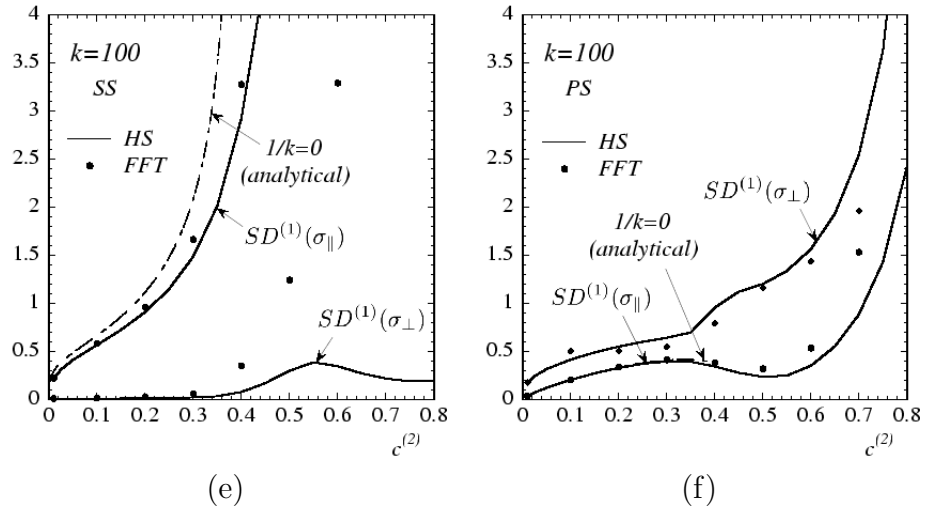 4
3.5
3
2.5
2
1.5
1
0.5
0
k=100
SS
HS
FFT
1/k=0
(analytical)
SD^{(1)}(σ_∥)
SD^{(1)}(σ_⊥)
0 0.1 0.2 0.3 0.4 0.5 0.6 0.7 0.8
c^{(2)}
(e)
4
3.5
3
2.5
2
1.5
1
0.5
0
k=100
PS
HS
FFT
SD^{(1)}(σ_⊥)
1/k=0
(analytical)
SD^{(1)}(σ_∥)
0 0.1 0.2 0.3 0.4 0.5 0.6 0.7 0.8
c^{(2)}
(f)